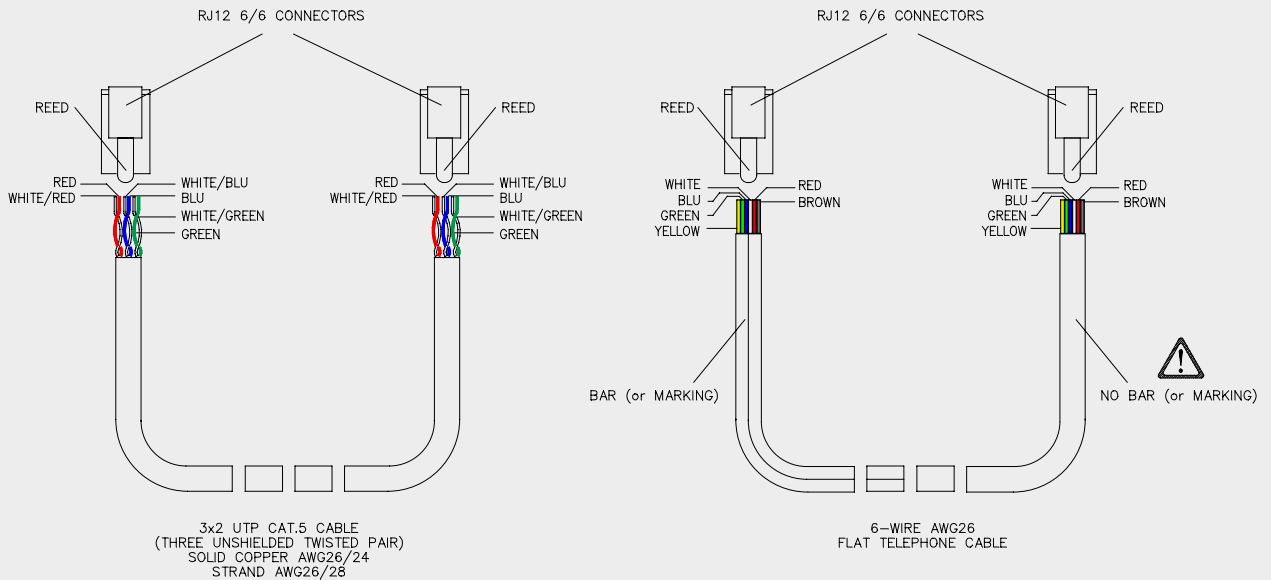 RJ12 6/6 CONNECTORS
REED
REED
RED
WHITE/RED
WHITE/BLU
BLU
WHITE/GREEN
GREEN
RED
WHITE/RED
WHITE/BLU
BLU
WHITE/GREEN
GREEN
3x2 UTP CAT.5 CABLE
(THREE UNSHIELDED TWISTED PAIR)
SOLID COPPER AWG26/24
STRAND AWG26/28
RJ12 6/6 CONNECTORS
REED
REED
WHITE
BLU
GREEN
YELLOW
RED
BROWN
WHITE
BLU
GREEN
YELLOW
RED
BROWN
BAR (or MARKING)
!
NO BAR (or MARKING)
6-WIRE AWG26
FLAT TELEPHONE CABLE